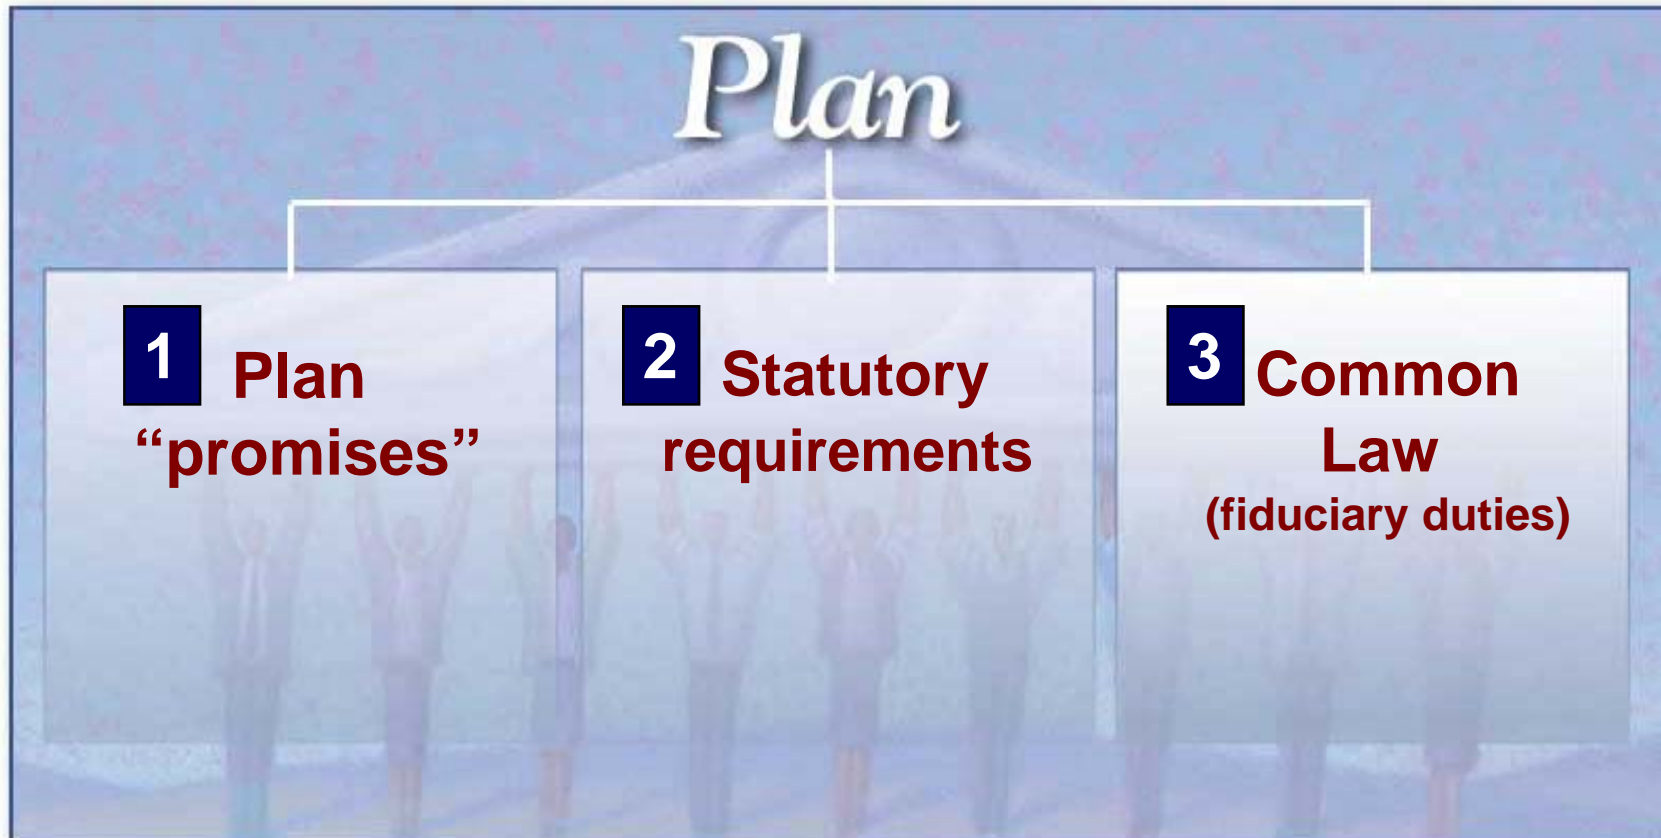 Plan
1
Plan
“promises”
2
Statutory
requirements
3
Common
Law
(fiduciary duties)